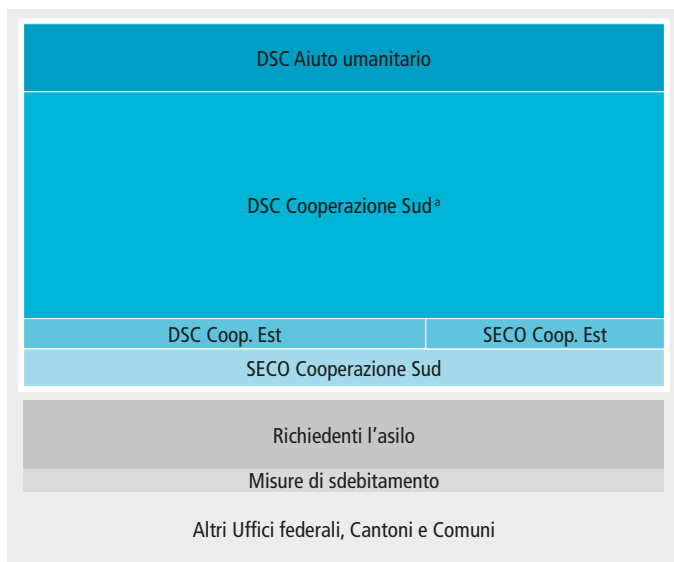 DSC Aiuto umanitario
DSC Cooperazione Sud a
DSC Coop. Est
SECO Coop. Est
SECO Cooperazione Sud
Richiedenti l’asilo
Misure di sdebitamento
Altri Uffici federali, Cantoni e Comuni